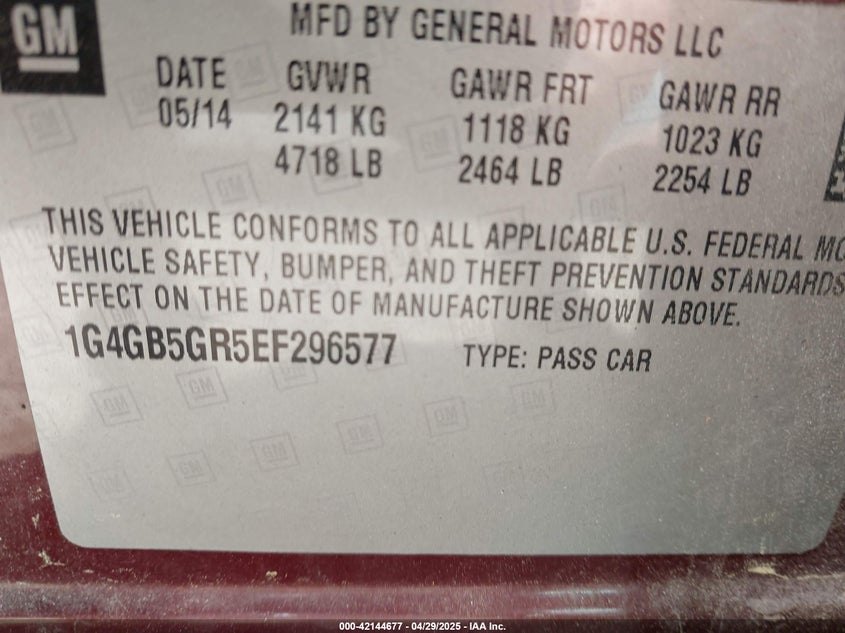 GM
MFD BY GENERAL MOTORS LLC
DATE GVWR GAWR FRT GAWR RR
05/14 2141 KG 1118 KG 1023 KG
4718 LB 2464 LB 2254 LB
THIS VEHICLE CONFORMS TO ALL APPLICABLE U.S. FEDERAL MO
VEHICLE SAFETY, BUMPER, AND THEFT PREVENTION STANDARDS
EFFECT ON THE DATE OF MANUFACTURE SHOWN ABOVE.
1G4GB5GR5EF296577 TYPE: PASS CAR
000-42144677 - 04/29/2025 - IAA Inc.